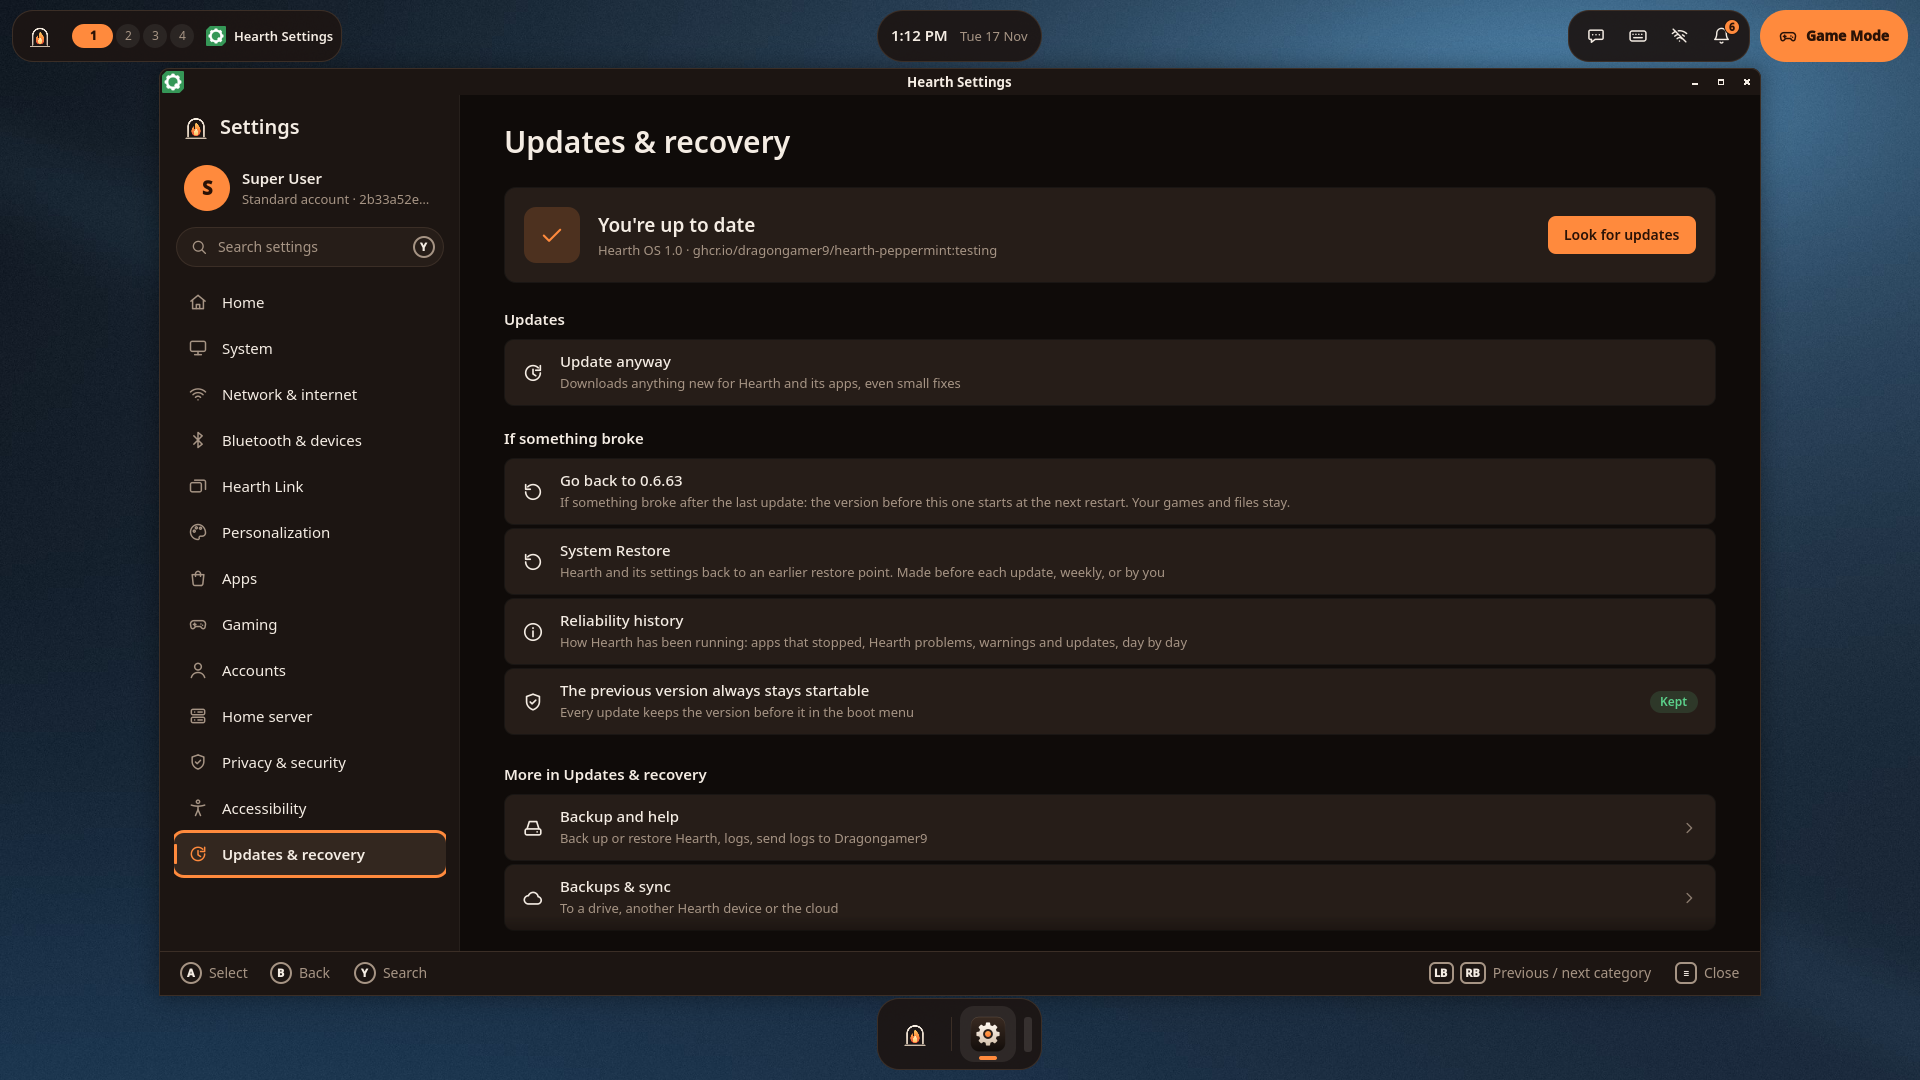 1 2 3 4 Hearth Settings
1:12 PM Tue 17 Nov
6
Game Mode
Hearth Settings
Settings
S
Super User
Standard account · 2b33a52e...
Search settings Y
Home
System
Network & internet
Bluetooth & devices
Hearth Link
Personalization
Apps
Gaming
Accounts
Home server
Privacy & security
Accessibility
Updates & recovery
Updates & recovery
You're up to date
Hearth OS 1.0 · ghcr.io/dragongamer9/hearth-peppermint:testing
Look for updates
Updates
Update anyway
Downloads anything new for Hearth and its apps, even small fixes
If something broke
Go back to 0.6.63
If something broke after the last update: the version before this one starts at the next restart. Your games and files stay.
System Restore
Hearth and its settings back to an earlier restore point. Made before each update, weekly, or by you
Reliability history
How Hearth has been running: apps that stopped, Hearth problems, warnings and updates, day by day
The previous version always stays startable
Every update keeps the version before it in the boot menu
Kept
More in Updates & recovery
Backup and help
Back up or restore Hearth, logs, send logs to Dragongamer9
Backups & sync
To a drive, another Hearth device or the cloud
A Select B Back Y Search
LB RB Previous / next category ≡ Close